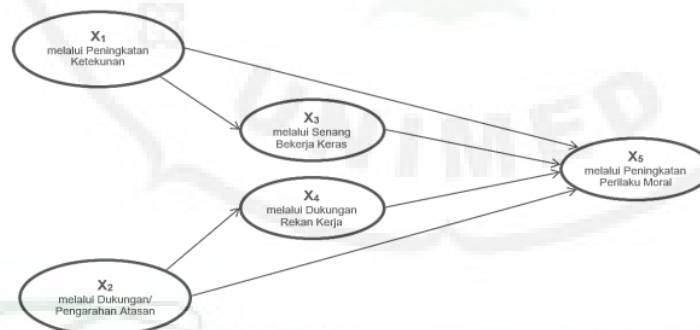 X₁
melalui Peningkatan
Ketekunan
X₃
melalui Senang
Bekerja Keras
X₅
melalui Peningkatan
Perilaku Moral
X₄
melalui Dukungan
Rekan Kerja
X₂
melalui Dukungan/
Pengarahan Atasan
UNIMED